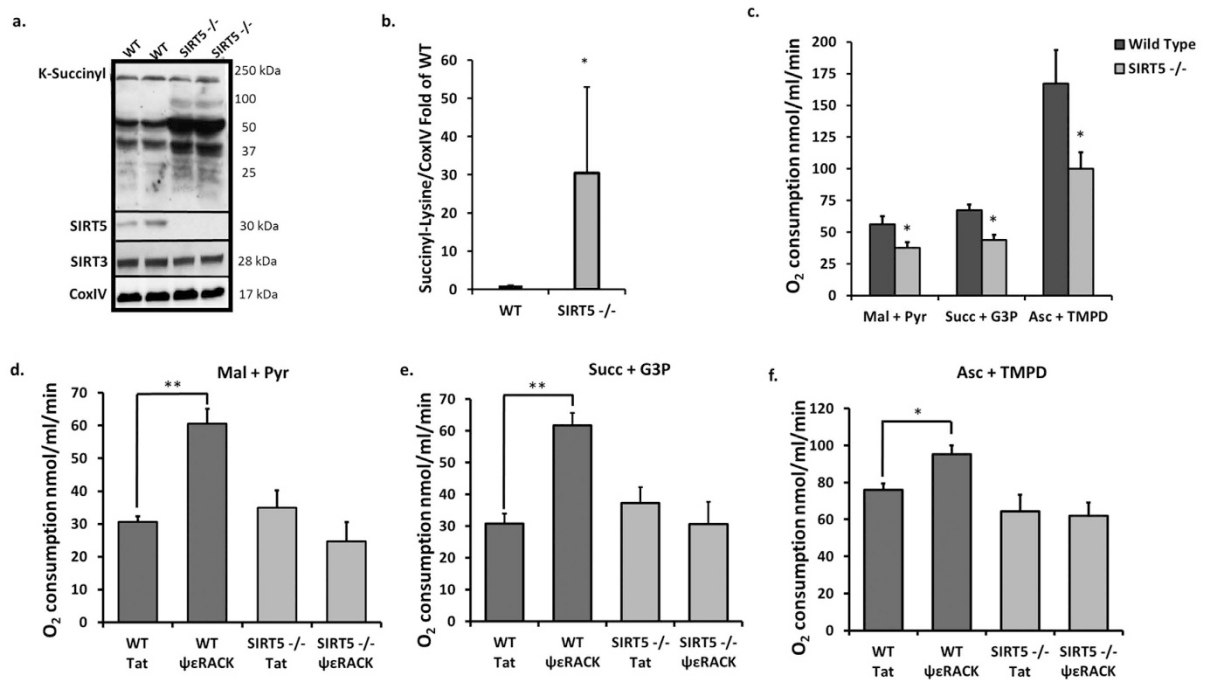 a.
WT WT SIRT5 -/- SIRT5 -/-
K-Succinyl
250 kDa
100
50
37
25
SIRT5 30 kDa
SIRT3 28 kDa
CoxIV 17 kDa
b.
Succinyl-Lysine/CoxIV Fold of WT
60
50
40
30
20
10
0
*
WT SIRT5 -/-
c.
O₂ consumption nmol/ml/min
200
175
150
125
100
75
50
25
0
* * *
Mal + Pyr Succ + G3P Asc + TMPD
Wild Type
SIRT5 -/-
d.
Mal + Pyr
O₂ consumption nmol/ml/min
70
60
50
40
30
20
10
0
**
WT SIRT5 -/- WT SIRT5 -/-
Tat ψεRACK Tat ψεRACK
e.
Succ + G3P
O₂ consumption nmol/ml/min
70
60
50
40
30
20
10
0
**
WT WT SIRT5 -/- SIRT5 -/-
Tat ψεRACK Tat ψεRACK
f.
Asc + TMPD
O₂ consumption nmol/ml/min
120
100
80
60
40
20
0
*
WT WT SIRT5 -/- SIRT5 -/-
Tat ψεRACK Tat ψεRACK